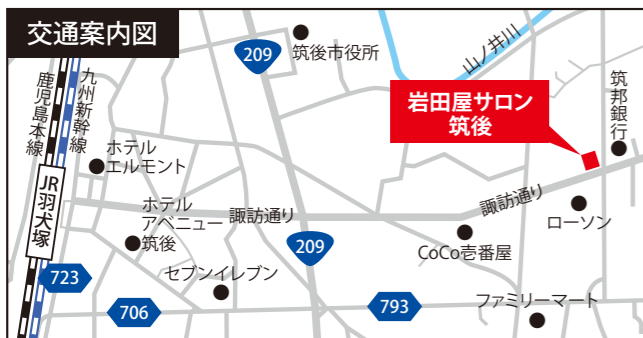 交通案内図
209
筑後市役所
山ノ井川
岩田屋サロン
筑後
筑邦銀行
鹿児島本線
九州新幹線
ホテル
エルモント
JR羽犬塚
ホテル
アベニュー
筑後
諏訪通り
諏訪通り
ローソン
209
CoCo壱番屋
723
セブンイレブン
706
793
ファミリーマート